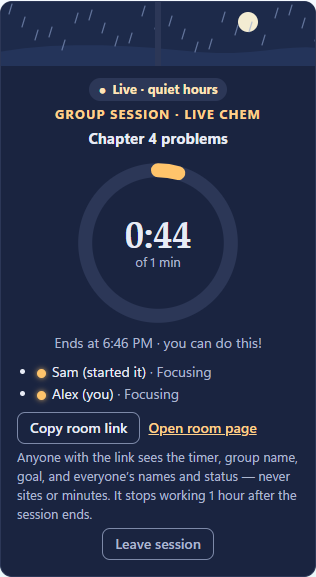 Live · quiet hours
GROUP SESSION · LIVE CHEM
Chapter 4 problems
0:44
of 1 min
Ends at 6:46 PM · you can do this!
Sam (started it) · Focusing
Alex (you) · Focusing
Copy room link Open room page
Anyone with the link sees the timer, group name,
goal, and everyone’s names and status — never
sites or minutes. It stops working 1 hour after the
session ends.
Leave session